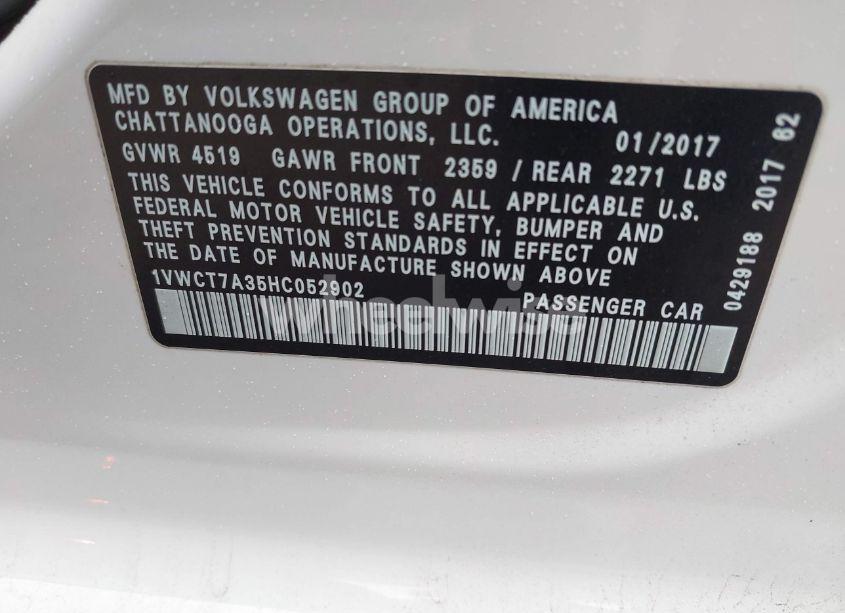 MFD BY VOLKSWAGEN GROUP OF AMERICA
CHATTANOOGA OPERATIONS, LLC. 01/2017
GVWR 4519 GAWR FRONT 2359 / REAR 2271 LBS
THIS VEHICLE CONFORMS TO ALL APPLICABLE U.S.
FEDERAL MOTOR VEHICLE SAFETY, BUMPER AND
THEFT PREVENTION STANDARDS IN EFFECT ON
THE DATE OF MANUFACTURE SHOWN ABOVE
1VWCT7A35HC052902 PASSENGER CAR
0429188 2017 62
wheelwise